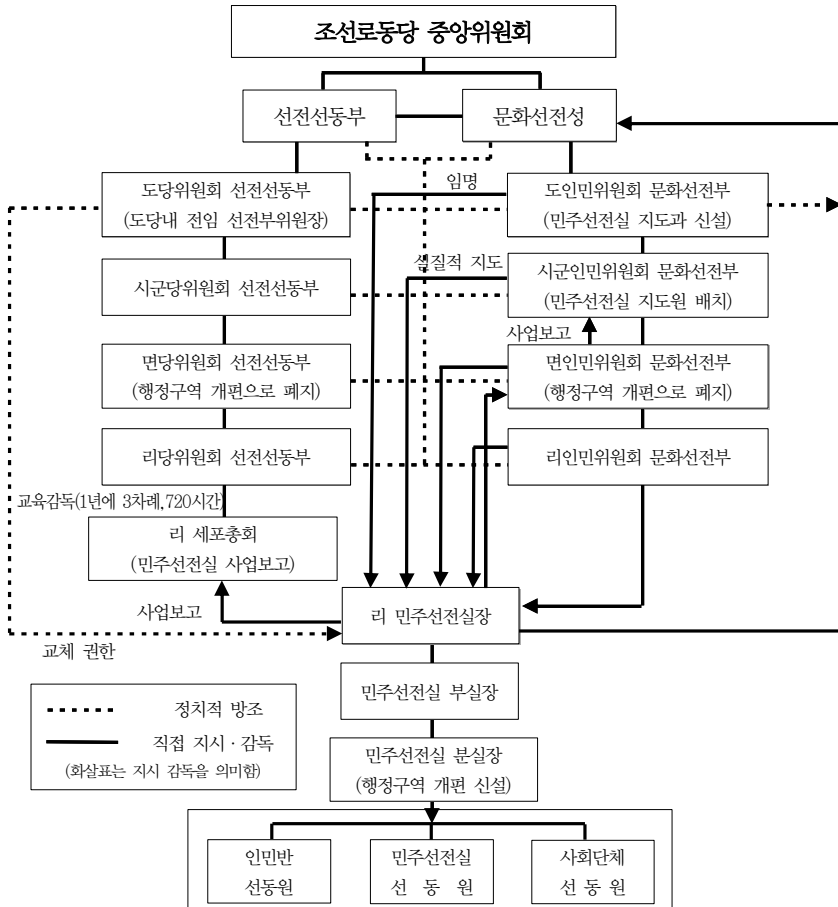 조선로동당 중앙위원회
선전선동부
문화선전성
임명
도당위원회 선전선동부
(도당내 전임 선전부위원장)
도인민위원회 문화선전부
(민주선전실 지도과 신설)
실질적 지도
시군당위원회 선전선동부
시군인민위원회 문화선전부
(민주선전실 지도원 배치)
사업보고
면당위원회 선전선동부
(행정구역 개편으로 폐지)
면인민위원회 문화선전부
(행정구역 개편으로 폐지)
리당위원회 선전선동부
리인민위원회 문화선전부
교육감독(1년에 3차례,720시간)
리 세포총회
(민주선전실 사업보고)
사업보고
리 민주선전실장
교체 권한
민주선전실 부실장
정치적 방조
직접 지시·감독
(화살표는 지시 감독을 의미함)
민주선전실 분실장
(행정구역 개편 신설)
인민반
선동원
민주선전실
선 동 원
사회단체
선 동 원